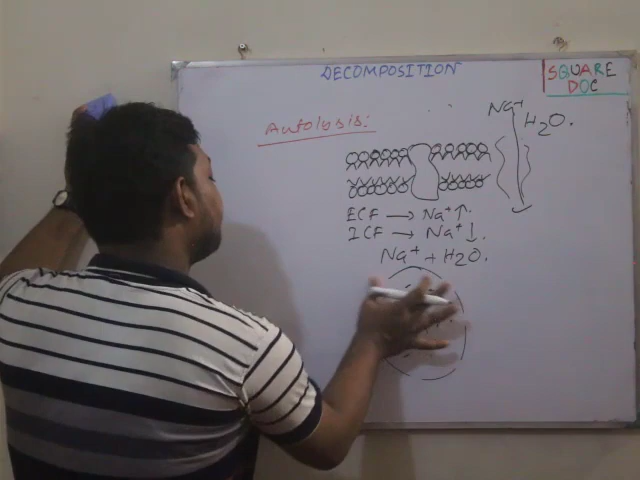 DECOMPOSITION
SQUARE
DOC
Autolysis:
Na+
H2O.
ECF → Na+↑.
ICF → Na+↓.
Na+ + H2O.